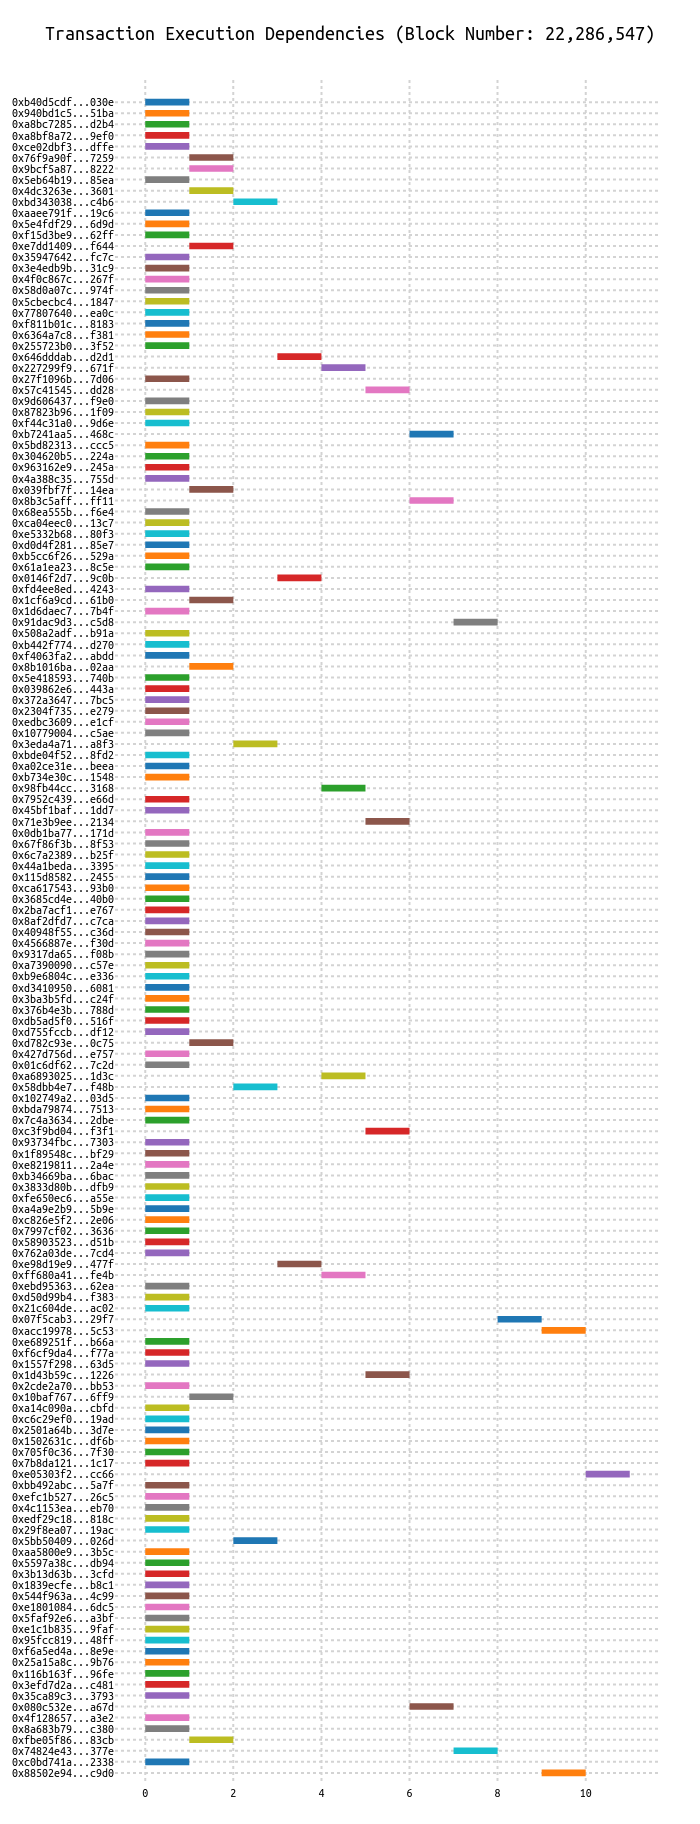 Transaction Execution Dependencies (Block Number: 22,286,547)
0xb40d5cdf...030e
0x940bd1c5...51ba
0xa8bc7285...d2b4
0xa8bf8a72...9ef0
0xce02dbf3...dffe
0x76f9a90f...7259
0x9bcf5a87...8222
0x5eb64b19...85ea
0x4dc3263e...3601
0xbd343038...c4b6
0xaaee791f...19c6
0x5e4fdf29...6d9d
0xf15d3be9...62ff
0xe7dd1409...f644
0x35947642...fc7c
0x3e4edb9b...31c9
0x4f0c867c...267f
0x58d0a07c...974f
0x5cbecbc4...1847
0x77807640...ea0c
0xf811b01c...8183
0x6364a7c8...f381
0x255723b0...3f52
0x646dddab...d2d1
0x227299f9...671f
0x27f1096b...7d06
0x57c41545...dd28
0x9d606437...f9e0
0x87823b96...1f09
0xf44c31a0...9d6e
0xb7241aa5...468c
0x5bd82313...ccc5
0x304620b5...224a
0x963162e9...245a
0x4a388c35...755d
0x039fbf7f...14ea
0x8b3c5aff...ff11
0x68ea555b...f6e4
0xca04eec0...13c7
0xe5332b68...80f3
0xd0d4f281...85e7
0xb5cc6f26...529a
0x61a1ea23...8c5e
0x0146f2d7...9c0b
0xfd4ee8ed...4243
0x1cf6a9cd...61b0
0x1d6daec7...7b4f
0x91dac9d3...c5d8
0x508a2adf...b91a
0xb442f774...d270
0xf4063fa2...abdd
0x8b1016ba...02aa
0x5e418593...740b
0x039862e6...443a
0x372a3647...7bc5
0x2304f735...e279
0xedbc3609...e1cf
0x10779004...c5ae
0x3eda4a71...a8f3
0xbde04f52...8fd2
0xa02ce31e...beea
0xb734e30c...1548
0x98fb44cc...3168
0x7952c439...e66d
0x45bf1baf...1dd7
0x71e3b9ee...2134
0x0db1ba77...171d
0x67f86f3b...8f53
0x6c7a2389...b25f
0x44a1beda...3395
0x115d8582...2455
0xca617543...93b0
0x3685cd4e...40b0
0x2ba7acf1...e767
0x8af2dfd7...c7ca
0x40948f55...c36d
0x4566887e...f30d
0x9317da65...f08b
0xa7390090...c57e
0xb9e6804c...e336
0xd3410950...6081
0x3ba3b5fd...c24f
0x376b4e3b...788d
0xdb5ad5f0...516f
0xd755fccb...df12
0xd782c93e...0c75
0x427d756d...e757
0x01c6df62...7c2d
0xa6893025...1d3c
0x58dbb4e7...f48b
0x102749a2...03d5
0xbda79874...7513
0x7c4a3634...2dbe
0xc3f9bd04...f3f1
0x93734fbc...7303
0x1f89548c...bf29
0xe8219811...2a4e
0xb34669ba...6bac
0x3833d80b...dfb9
0xfe650ec6...a55e
0xa4a9e2b9...5b9e
0xc826e5f2...2e06
0x7997cf02...3636
0x58903523...d51b
0x762a03de...7cd4
0xe98d19e9...477f
0xff680a41...fe4b
0xebd95363...62ea
0xd50d99b4...f383
0x21c604de...ac02
0x07f5cab3...29f7
0xacc19978...5c53
0xe689251f...b66a
0xf6cf9da4...f77a
0x1557f298...63d5
0x1d43b59c...1226
0x2cde2a70...bb53
0x10baf767...6ff9
0xa14c090a...cbfd
0xc6c29ef0...19ad
0x2501a64b...3d7e
0x1502631c...df6b
0x705f0c36...7f30
0x7b8da121...1c17
0xe05303f2...cc66
0xbb492abc...5a7f
0xefc1b527...26c5
0x4c1153ea...eb70
0xedf29c18...818c
0x29f8ea07...19ac
0x5bb50409...026d
0xaa5800e9...3b5c
0x5597a38c...db94
0x3b13d63b...3cfd
0x1839ecfe...b8c1
0x544f963a...4c99
0xe1801084...6dc5
0x5faf92e6...a3bf
0xe1c1b835...9faf
0x95fcc819...48ff
0xf6a5ed4a...8e9e
0x25a15a8c...9b76
0x116b163f...96fe
0x3efd7d2a...c481
0x35ca89c3...3793
0x080c532e...a67d
0x4f128657...a3e2
0x8a683b79...c380
0xfbe05f86...83cb
0x74824e43...377e
0xc0bd741a...2338
0x88502e94...c9d0
0 2 4 6 8 10